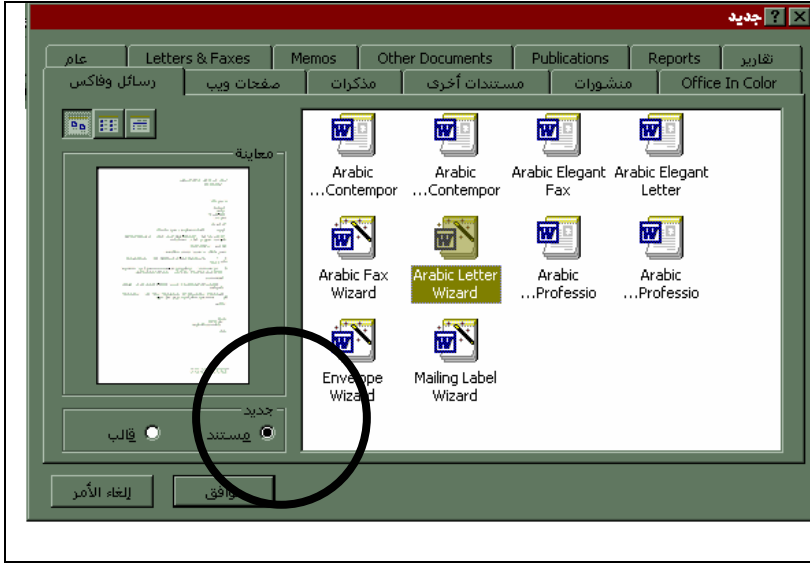 جديد
عام Letters & Faxes Memos Other Documents Publications Reports تقارير
رسائل وفاكس صفحات ويب مذكرات مستندات أخرى منشورات Office In Color
معاينة
Arabic Contempor...
Arabic Contempor...
Arabic Elegant Fax
Arabic Elegant Letter
Arabic Fax Wizard
Arabic Letter Wizard
Arabic Professio...
Arabic Professio...
Envelope Wizard
Mailing Label Wizard
جديد
مستند
قالب
موافق
إلغاء الأمر